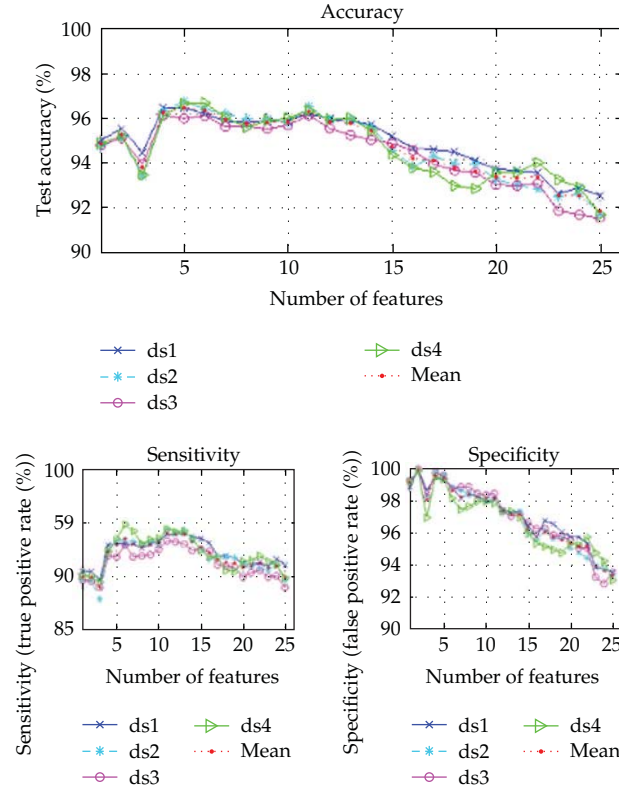 Accuracy
100
98
96
94
92
90
Test accuracy (%)
5 10 15 20 25
Number of features
ds1
ds2
ds3
ds4
Mean
Sensitivity
100
59
90
85
Sensitivity (true positive rate (%))
5 10 15 20 25
Number of features
ds1
ds2
ds3
ds4
Mean
Specificity
100
98
96
94
93
90
Specificity (false positive rate (%))
5 10 15 20 25
Number of features
ds1
ds2
ds3
ds4
Mean